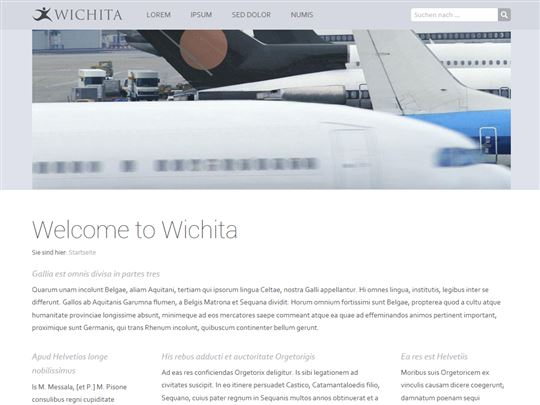 WICHITA LOREM IPSUM SED DOLOR NUMIS Suchen nach ...
Welcome to Wichita
Sie sind hier: Startseite
Gallia est omnis divisa in partes tres
Quarum unam incolunt Belgae, aliam Aquitani, tertiam qui ipsorum lingua Celtae, nostra Galli appellantur. Hi omnes lingua, institutis, legibus inter se
differunt. Gallos ab Aquitanis Garumna flumen, a Belgis Matrona et Sequana dividit. Horum omnium fortissimi sunt Belgae, propterea quod a cultu atque
humanitate provinciae longissime absunt, minimeque ad eos mercatores saepe commeant atque ea quae ad effeminandos animos pertinent important,
proximique sunt Germanis, qui trans Rhenum incolunt, quibuscum continenter bellum gerunt.
Apud Helvetios longe
nobilissimus
Is M. Messala, [et P.] M. Pisone
consulibus regni cupiditate
His rebus adducti et auctoritate Orgetorigis
Ad eas res conficiendas Orgetorix deligitur. Is sibi legationem ad
civitates suscipit. In eo itinere persuadet Castico, Catamantaloedis filio,
Sequano, cuius pater regnum in Sequanis multos annos obtinuerat et a
Ea res est Helvetiis
Moribus suis Orgetoricem ex
vinculis causam dicere coegerunt;
damnatum poenam sequi